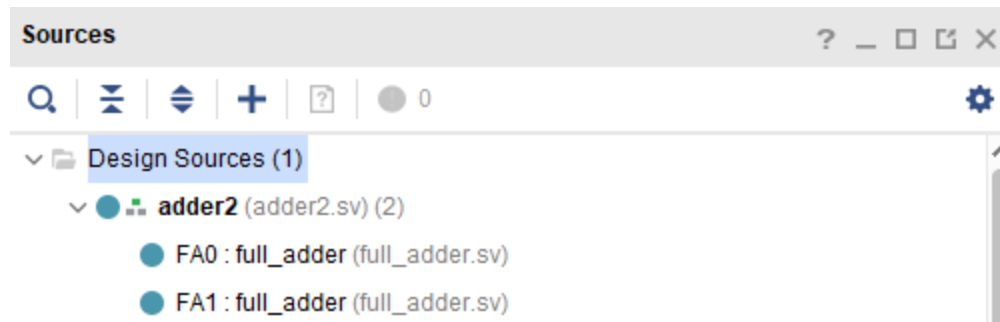 Sources
?
? 0
Design Sources (1)
adder2 (adder2.sv) (2)
FA0 : full_adder (full_adder.sv)
FA1 : full_adder (full_adder.sv)